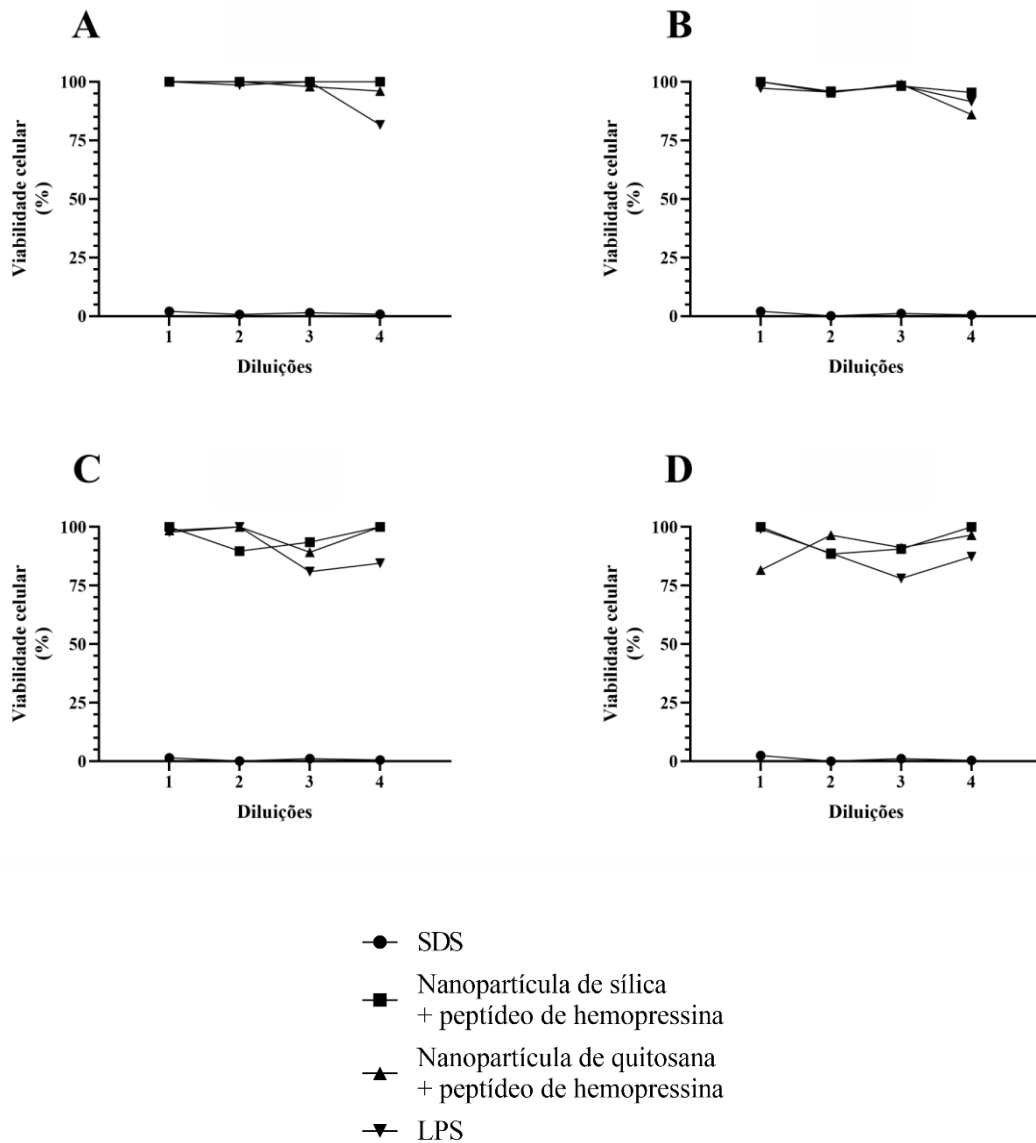 A
100
75
50
25
0
Viabilidade celular
(%)
1 2 3 4
Diluições
B
100
75
50
25
0
Viabilidade celular
(%)
1 2 3 4
Diluições
C
100
75
50
25
0
Viabilidade celular
(%)
1 2 3 4
Diluições
D
100
75
50
25
0
Viabilidade celular
(%)
1 2 3 4
Diluições
SDS
Nanopartícula de sílica
+ peptídeo de hemopressina
Nanopartícula de quitosana
+ peptídeo de hemopressina
LPS